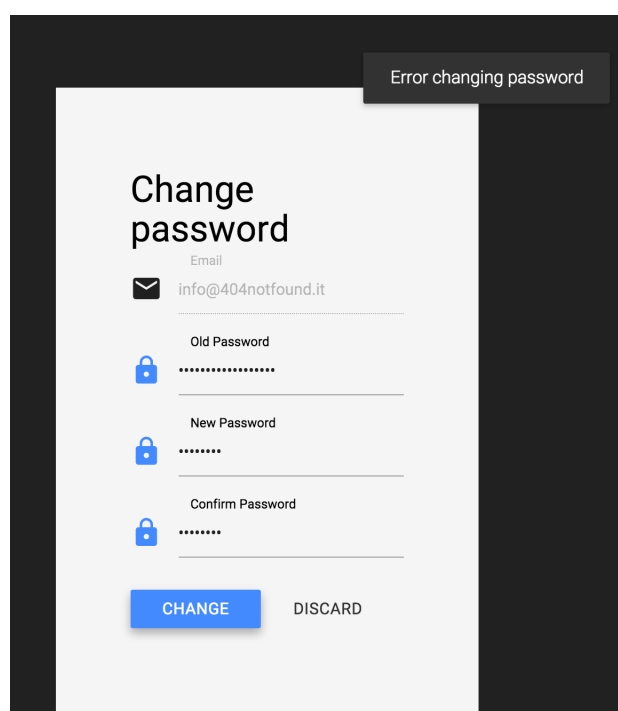 Error changing password
Change
password
Email
info@404notfound.it
Old Password
••••••••••••••••••
New Password
••••••••
Confirm Password
••••••••
CHANGE
DISCARD